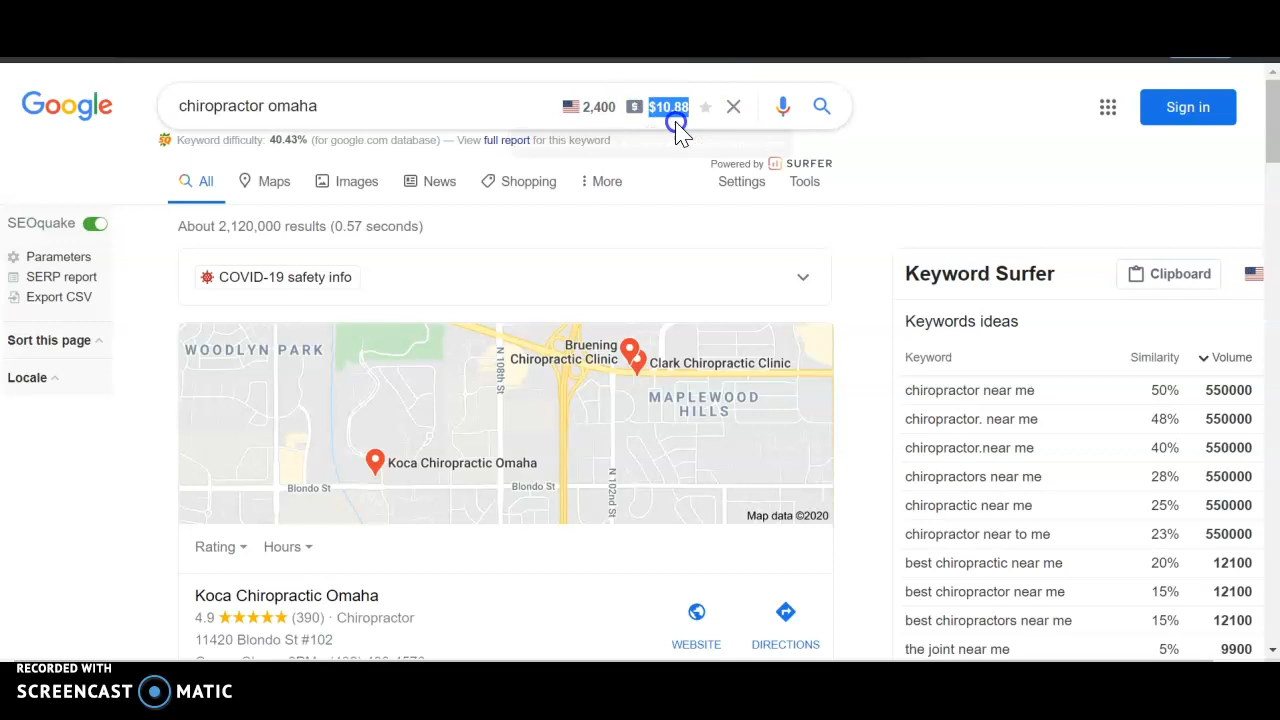 Google
chiropractor omaha
2,400
$
$10.88
Sign in
Keyword difficulty: 40.43% (for google.com database) — View full report for this keyword
Powered by SURFER
All
Maps
Images
News
Shopping
More
Settings
Tools
SEOquake
Parameters
SERP report
Export CSV
Sort this page
Locale
About 2,120,000 results (0.57 seconds)
COVID-19 safety info
WOODLYN PARK
N 108th St
Bruening
Chiropractic Clinic
Clark Chiropractic Clinic
MAPLEWOOD
HILLS
Koca Chiropractic Omaha
Blondo St
Blondo St
N 102nd St
Map data ©2020
Rating
Hours
Koca Chiropractic Omaha
4.9 (390) · Chiropractor
11420 Blondo St #102
WEBSITE
DIRECTIONS
Keyword Surfer
Clipboard
Keywords ideas
Keyword Similarity Volume
chiropractor near me 50% 550000
chiropractor. near me 48% 550000
chiropractor.near me 40% 550000
chiropractors near me 28% 550000
chiropractic near me 25% 550000
chiropractor near to me 23% 550000
best chiropractic near me 20% 12100
best chiropractor near me 15% 12100
best chiropractors near me 15% 12100
the joint near me 5% 9900
RECORDED WITH
SCREENCAST MATIC